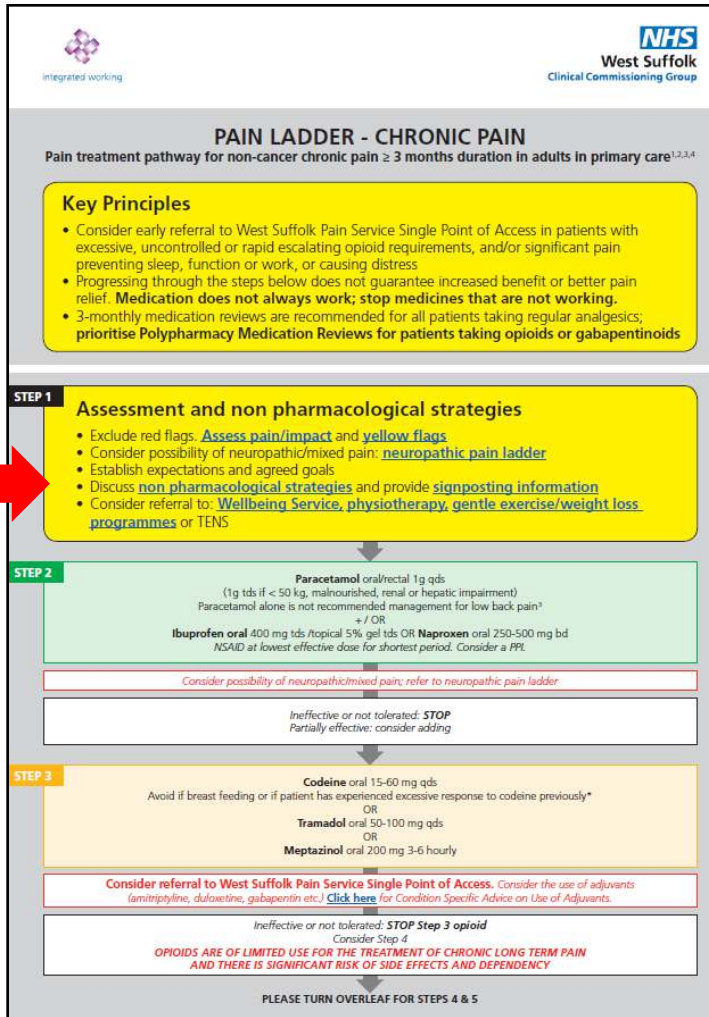 integrated working
NHS
West Suffolk
Clinical Commissioning Group
PAIN LADDER - CHRONIC PAIN
Pain treatment pathway for non-cancer chronic pain ≥ 3 months duration in adults in primary care1,2,3,4
Key Principles
• Consider early referral to West Suffolk Pain Service Single Point of Access in patients with
excessive, uncontrolled or rapid escalating opioid requirements, and/or significant pain
preventing sleep, function or work, or causing distress
• Progressing through the steps below does not guarantee increased benefit or better pain
relief. Medication does not always work; stop medicines that are not working.
• 3-monthly medication reviews are recommended for all patients taking regular analgesics;
prioritise Polypharmacy Medication Reviews for patients taking opioids or gabapentinoids
STEP 1
Assessment and non pharmacological strategies
• Exclude red flags. Assess pain/impact and yellow flags
• Consider possibility of neuropathic/mixed pain: neuropathic pain ladder
• Establish expectations and agreed goals
• Discuss non pharmacological strategies and provide signposting information
• Consider referral to: Wellbeing Service, physiotherapy, gentle exercise/weight loss
programmes or TENS
STEP 2
Paracetamol oral/rectal 1g qds
(1g tds if < 50 kg, malnourished, renal or hepatic impairment)
Paracetamol alone is not recommended management for low back pain3
+ / OR
Ibuprofen oral 400 mg tds /topical 5% gel tds OR Naproxen oral 250-500 mg bd
NSAID at lowest effective dose for shortest period. Consider a PPI.
Consider possibility of neuropathic/mixed pain; refer to neuropathic pain ladder
Ineffective or not tolerated: STOP
Partially effective: consider adding
STEP 3
Codeine oral 15-60 mg qds
Avoid if breast feeding or if patient has experienced excessive response to codeine previously*
OR
Tramadol oral 50-100 mg qds
OR
Meptazinol oral 200 mg 3-6 hourly
Consider referral to West Suffolk Pain Service Single Point of Access. Consider the use of adjuvants
(amitriptyline, duloxetine, gabapentin etc.) Click here for Condition Specific Advice on Use of Adjuvants.
Ineffective or not tolerated: STOP Step 3 opioid
Consider Step 4
OPIOIDS ARE OF LIMITED USE FOR THE TREATMENT OF CHRONIC LONG TERM PAIN
AND THERE IS SIGNIFICANT RISK OF SIDE EFFECTS AND DEPENDENCY
PLEASE TURN OVERLEAF FOR STEPS 4 & 5